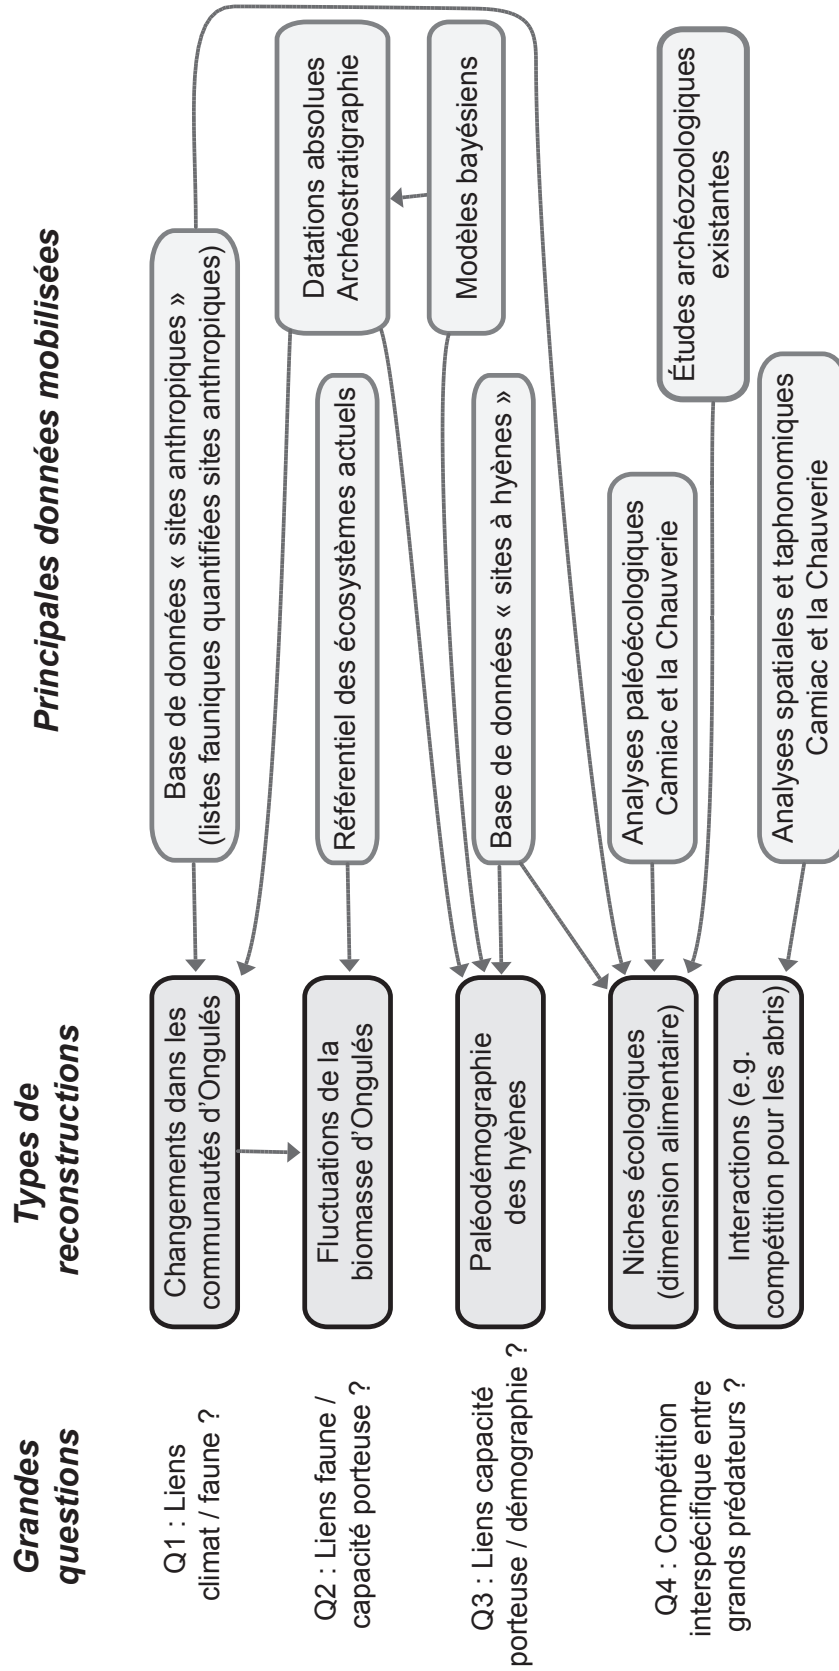 Grandes
questions
Types de
reconstructions
Principales données mobilisées
Q1 : Liens
climat / faune ?
Changements dans les
communautés d'Ongulés
Base de données « sites anthropiques »
(listes fauniques quantifiées sites anthropiques)
Datations absolues
Archéostratigraphie
Q2 : Liens faune /
capacité porteuse ?
Fluctuations de la
biomasse d'Ongulés
Référentiel des écosystèmes actuels
Modèles bayésiens
Q3 : Liens capacité
porteuse / démographie ?
Paléodémographie
des hyènes
Base de données « sites à hyènes »
Q4 : Compétition
interspécifique entre
grands prédateurs ?
Niches écologiques
(dimension alimentaire)
Analyses paléoécologiques
Camiac et la Chauverie
Études archéozoologiques
existantes
Interactions (e.g.
compétition pour les abris)
Analyses spatiales et taphonomiques
Camiac et la Chauverie